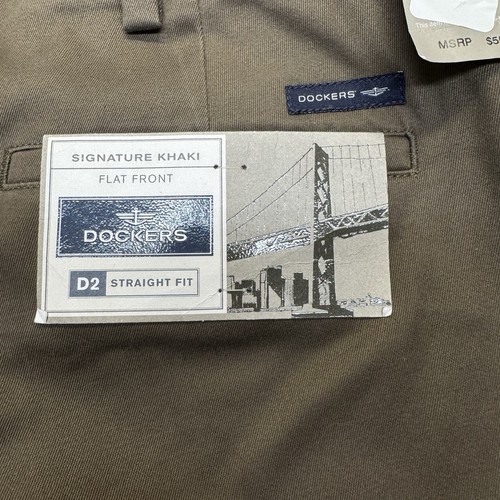 MSRP
DOCKERS
SIGNATURE KHAKI
FLAT FRONT
DOCKERS
D2 STRAIGHT FIT